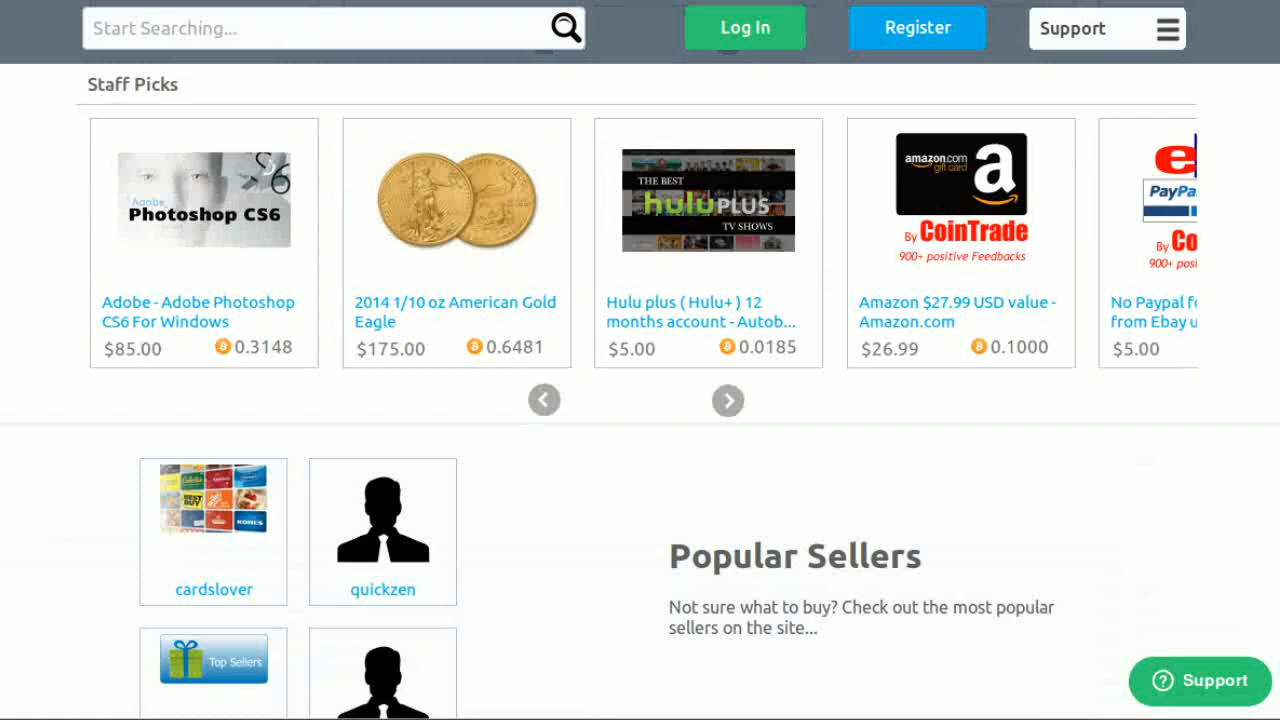 Start Searching...
Log In
Register
Support
Staff Picks
Adobe
Photoshop CS6
Adobe - Adobe Photoshop
CS6 For Windows
$85.00
0.3148
2014 1/10 oz American Gold
Eagle
$175.00
0.6481
THE BEST
huluPLUS
TV SHOWS
Hulu plus ( Hulu+ ) 12
months account - Autob...
$5.00
0.0185
amazon.com
gift card
a
By CoinTrade
900+ positive Feedbacks
Amazon $27.99 USD value -
Amazon.com
$26.99
0.1000
e
PayPa
By Co
900+ posi
No Paypal fo
from Ebay u
$5.00
BEST BUY
KOHL'S
cardslover
quickzen
Top Sellers
Popular Sellers
Not sure what to buy? Check out the most popular
sellers on the site...
Support